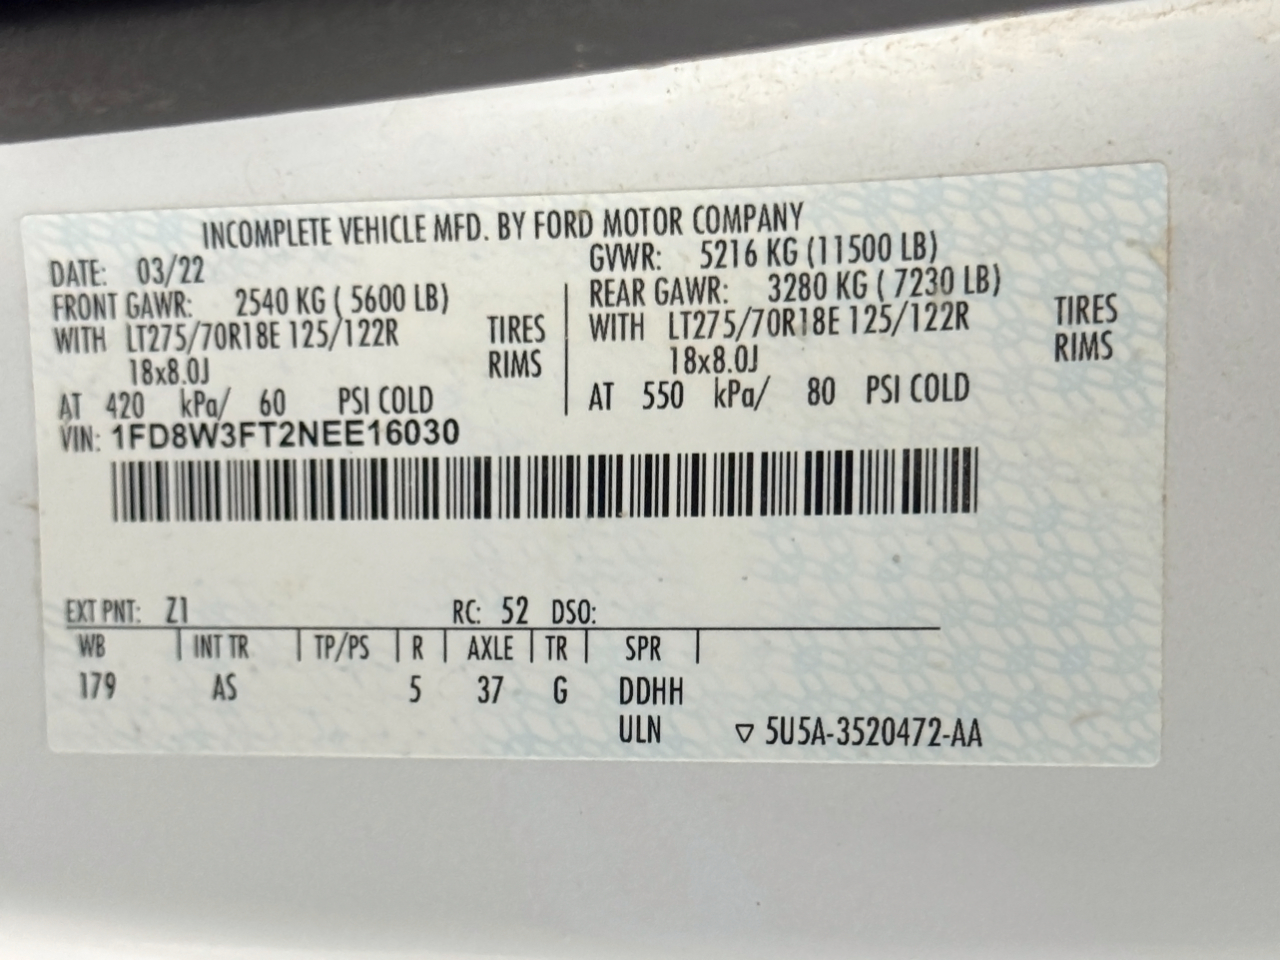 INCOMPLETE VEHICLE MFD. BY FORD MOTOR COMPANY
DATE: 03/22 GVWR: 5216 KG (11500 LB)
FRONT GAWR: 2540 KG ( 5600 LB) REAR GAWR: 3280 KG ( 7230 LB)
WITH LT275/70R18E 125/122R TIRES WITH LT275/70R18E 125/122R TIRES
18x8.0J RIMS 18x8.0J RIMS
AT 420 kPa/ 60 PSI COLD AT 550 kPa/ 80 PSI COLD
VIN: 1FD8W3FT2NEE16030
EXT PNT: Z1 RC: 52 DSO:
WB INT TR TP/PS R AXLE TR SPR
179 AS 5 37 G DDHH
ULN ▽ 5U5A-3520472-AA